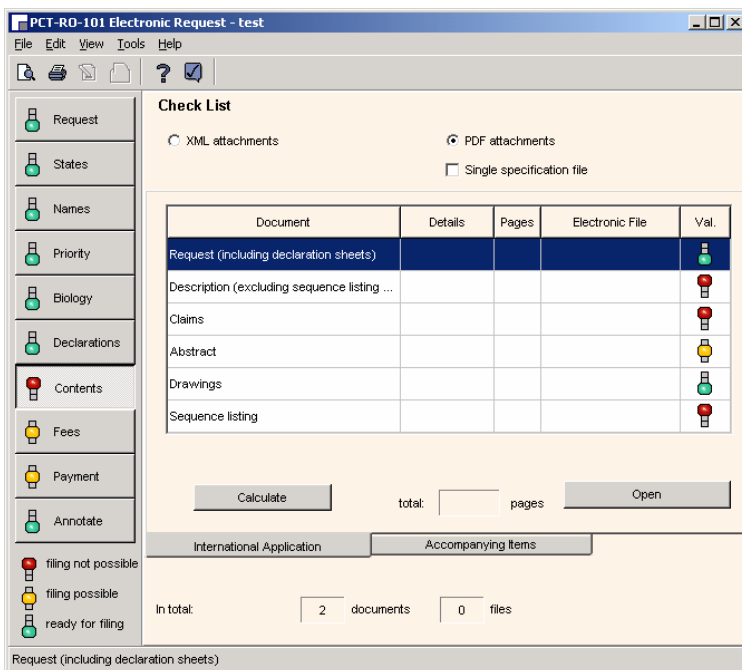 PCT-RO-101 Electronic Request - test
File Edit View Tools Help
Request
States
Names
Priority
Biology
Declarations
Contents
Fees
Payment
Annotate
filing not possible
filing possible
ready for filing
Check List
XML attachments
PDF attachments
Single specification file
Document Details Pages Electronic File Val.
Request (including declaration sheets)
Description (excluding sequence listing ...
Claims
Abstract
Drawings
Sequence listing
Calculate total: pages Open
International Application Accompanying Items
In total: 2 documents 0 files
Request (including declaration sheets)